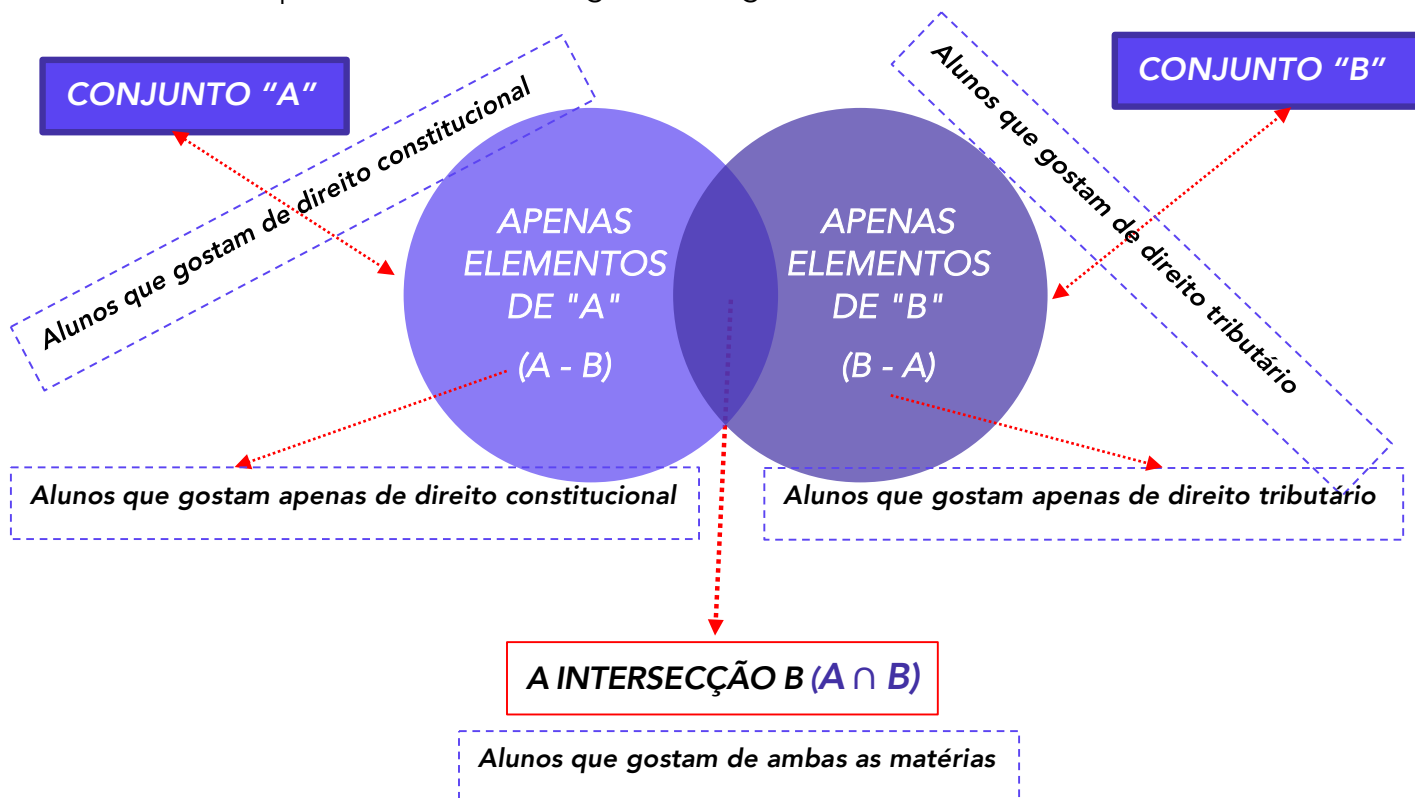 CONJUNTO “A”
Alunos que gostam de direito constitucional
Alunos que gostam de direito tributário
CONJUNTO “B”
APENAS
ELEMENTOS
DE "A"
(A - B)
APENAS
ELEMENTOS
DE "B"
(B - A)
Alunos que gostam apenas de direito constitucional
Alunos que gostam apenas de direito tributário
A INTERSECÇÃO B (A ∩ B)
Alunos que gostam de ambas as matérias